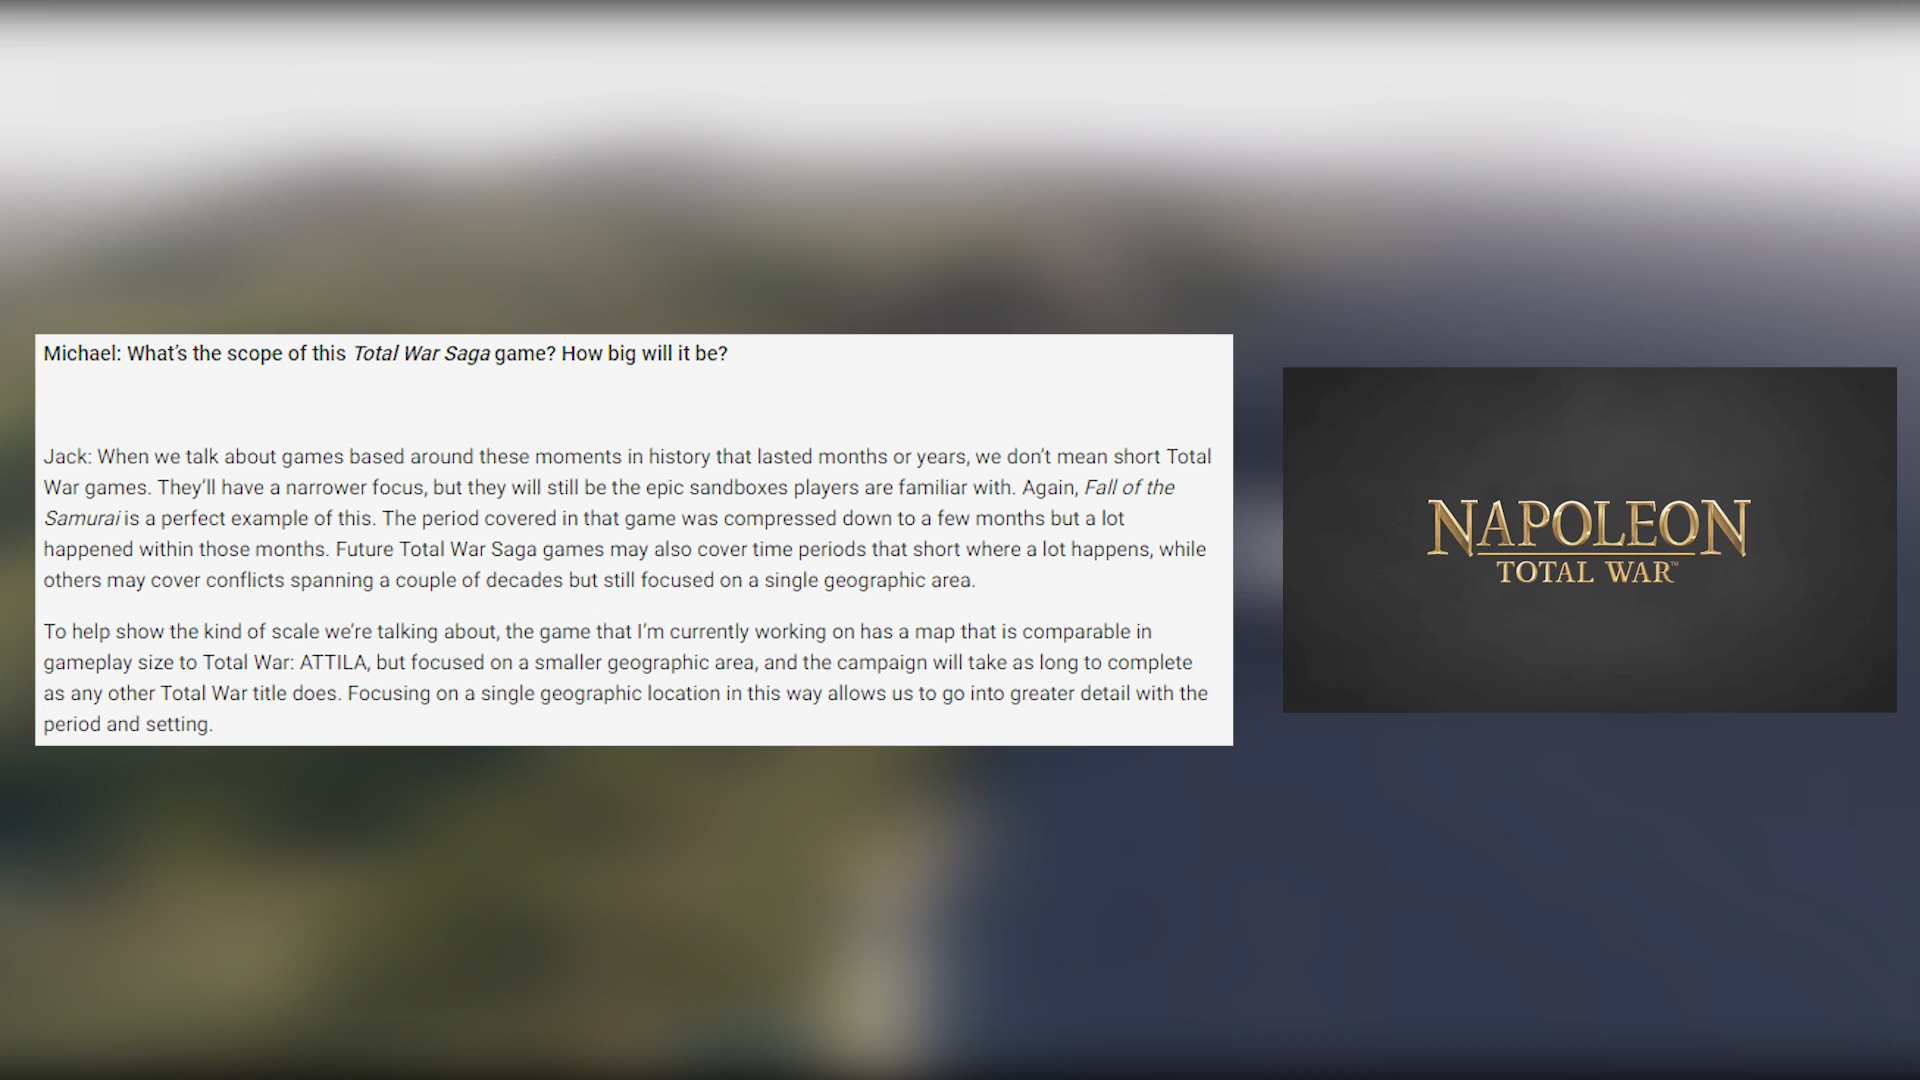 Michael: What's the scope of this Total War Saga game? How big will it be?
Jack: When we talk about games based around these moments in history that lasted months or years, we don't mean short Total
War games. They'll have a narrower focus, but they will still be the epic sandboxes players are familiar with. Again, Fall of the
Samurai is a perfect example of this. The period covered in that game was compressed down to a few months but a lot
happened within those months. Future Total War Saga games may also cover time periods that short where a lot happens, while
others may cover conflicts spanning a couple of decades but still focused on a single geographic area.
To help show the kind of scale we're talking about, the game that I'm currently working on has a map that is comparable in
gameplay size to Total War: ATTILA, but focused on a smaller geographic area, and the campaign will take as long to complete
as any other Total War title does. Focusing on a single geographic location in this way allows us to go into greater detail with the
period and setting.
NAPOLEON
TOTAL WAR™